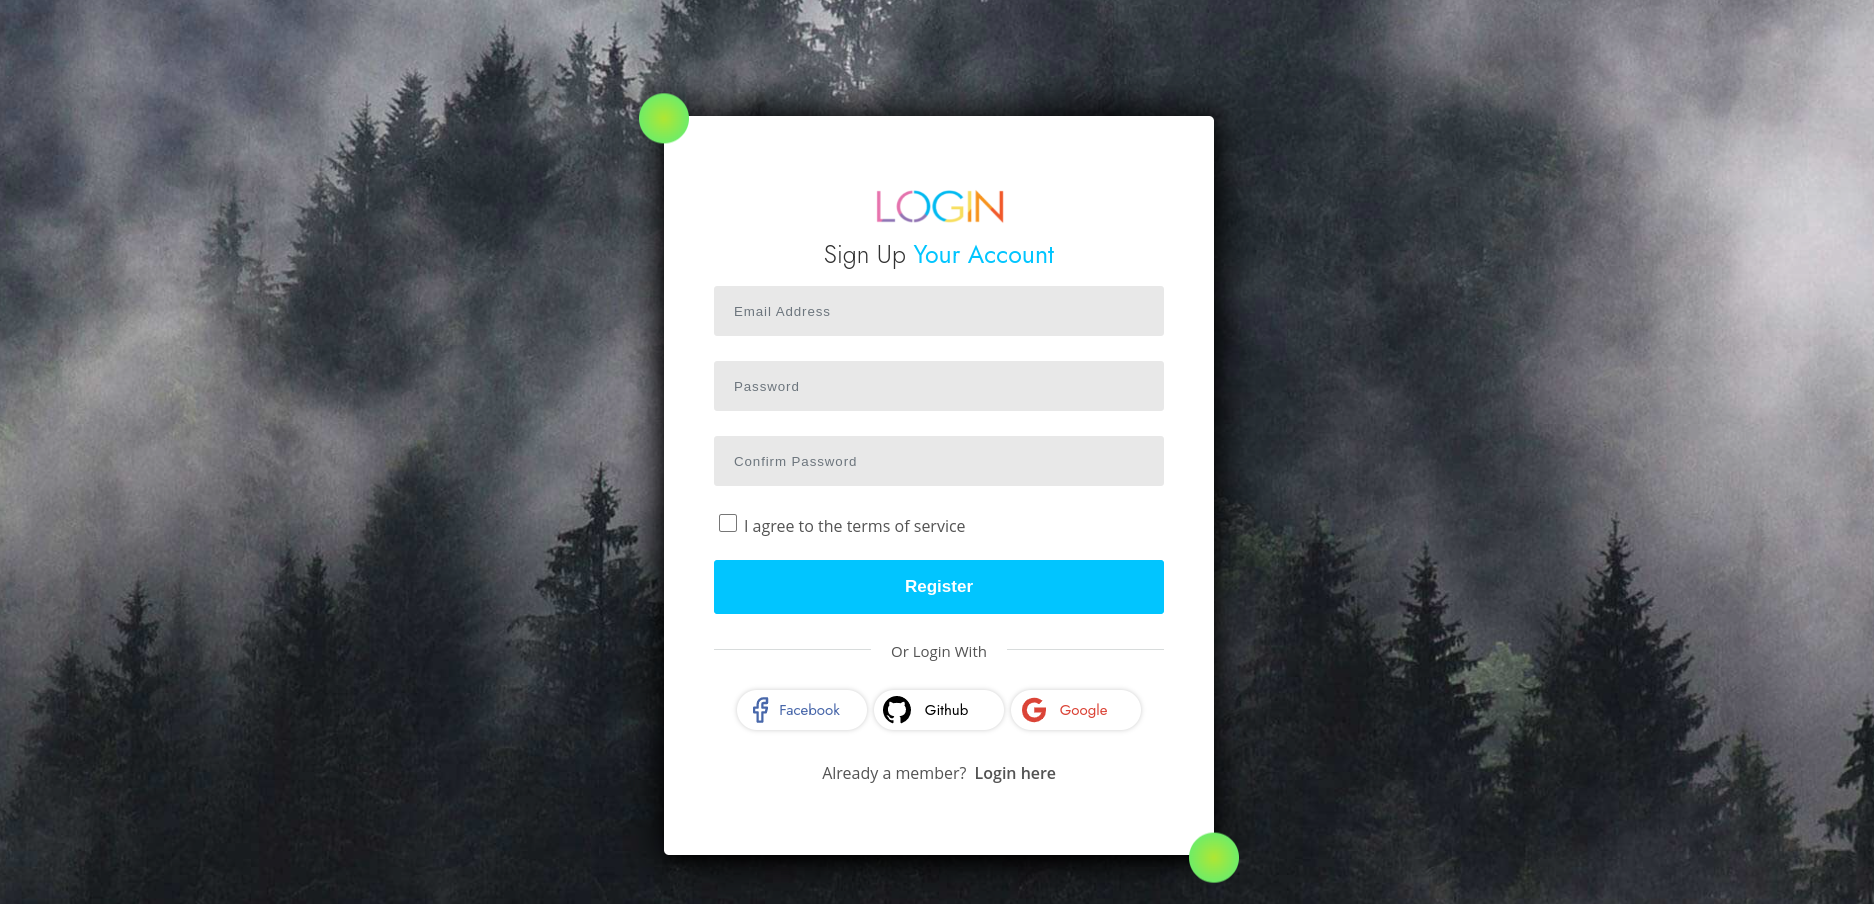 LOGIN
Sign Up Your Account
Email Address
Password
Confirm Password
I agree to the terms of service
Register
Or Login With
Facebook Github Google
Already a member? Login here